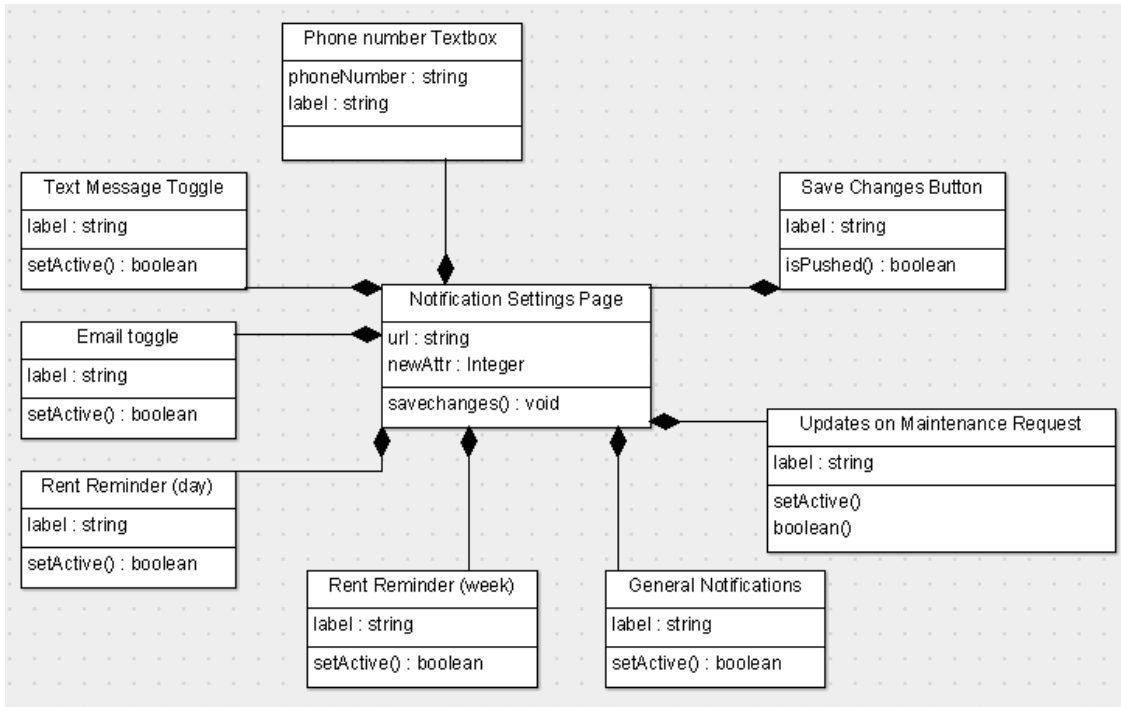 Phone number Textbox
phoneNumber : string
label : string
Text Message Toggle
label : string
setActive() : boolean
Save Changes Button
label : string
isPushed() : boolean
Notification Settings Page
url : string
newAttr : Integer
savechanges() : void
Email toggle
label : string
setActive() : boolean
Updates on Maintenance Request
label : string
setActive()
boolean()
Rent Reminder (day)
label : string
setActive() : boolean
Rent Reminder (week)
label : string
setActive() : boolean
General Notifications
label : string
setActive() : boolean